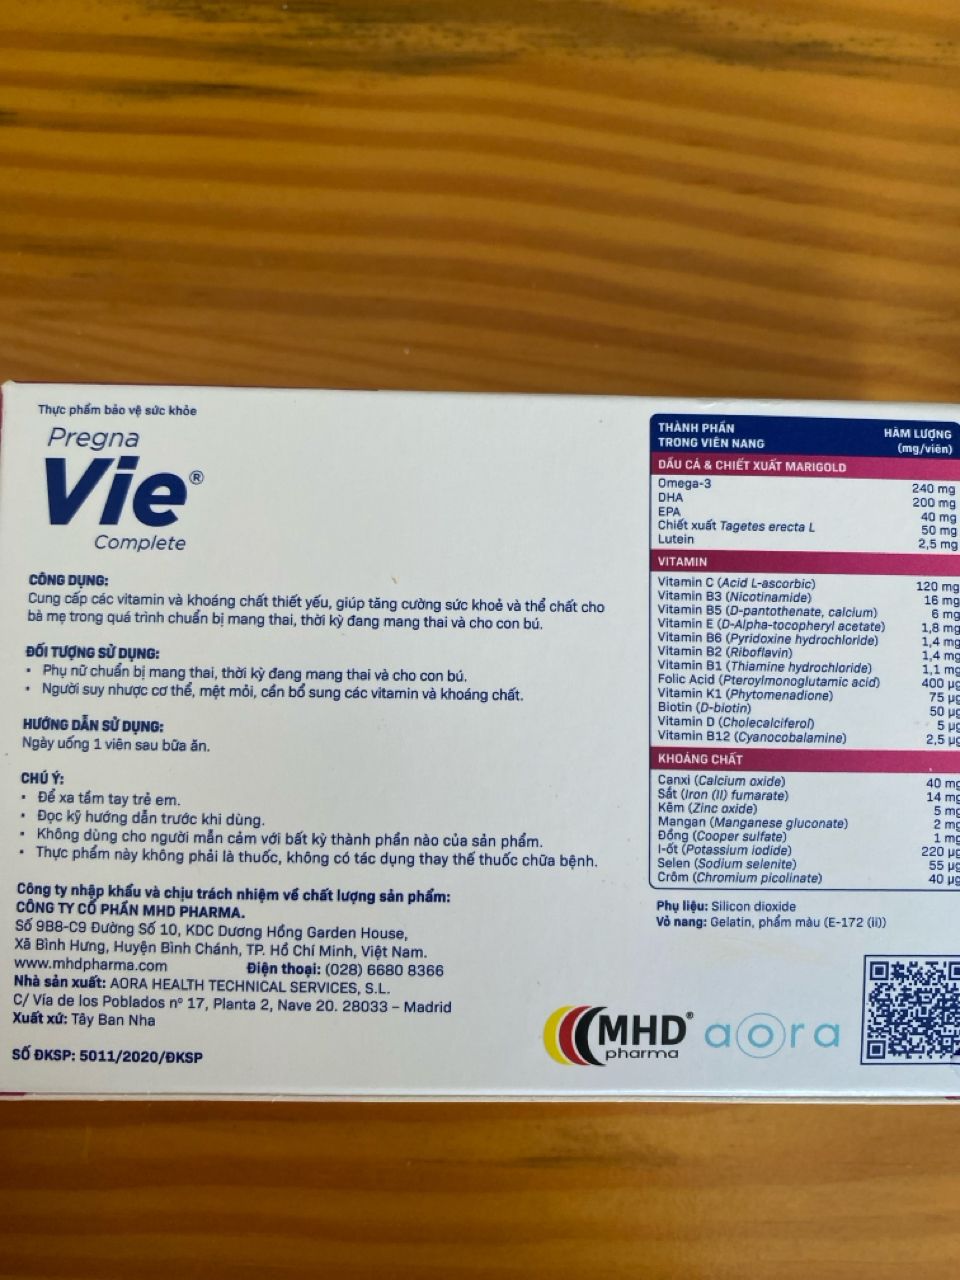 Thực phẩm bảo vệ sức khỏe
Pregna
Vie®
Complete
CÔNG DỤNG:
Cung cấp các vitamin và khoáng chất thiết yếu, giúp tăng cường sức khoẻ và thể chất cho
bà mẹ trong quá trình chuẩn bị mang thai, thời kỳ đang mang thai và cho con bú.
ĐỐI TƯỢNG SỬ DỤNG:
• Phụ nữ chuẩn bị mang thai, thời kỳ đang mang thai và cho con bú.
• Người suy nhược cơ thể, mệt mỏi, cần bổ sung các vitamin và khoáng chất.
HƯỚNG DẪN SỬ DỤNG:
Ngày uống 1 viên sau bữa ăn.
CHÚ Ý:
• Để xa tầm tay trẻ em.
• Đọc kỹ hướng dẫn trước khi dùng.
• Không dùng cho người mẫn cảm với bất kỳ thành phần nào của sản phẩm.
• Thực phẩm này không phải là thuốc, không có tác dụng thay thế thuốc chữa bệnh.
Công ty nhập khẩu và chịu trách nhiệm về chất lượng sản phẩm:
CÔNG TY CỔ PHẦN MHD PHARMA.
Số 9B8-C9 Đường Số 10, KDC Dương Hồng Garden House,
Xã Bình Hưng, Huyện Bình Chánh, TP. Hồ Chí Minh, Việt Nam.
www.mhdpharma.com Điện thoại: (028) 6680 8366
Nhà sản xuất: AORA HEALTH TECHNICAL SERVICES, S.L.
C/ Vía de los Poblados nº 17, Planta 2, Nave 20. 28033 – Madrid
Xuất xứ: Tây Ban Nha
SỐ ĐKSP: 5011/2020/ĐKSP
THÀNH PHẦN
TRONG VIÊN NANG
HÀM LƯỢNG
(mg/viên)
DẦU CÁ & CHIẾT XUẤT MARIGOLD
Omega-3 240 mg
DHA 200 mg
EPA 40 mg
Chiết xuất Tagetes erecta L 50 mg
Lutein 2,5 mg
VITAMIN
Vitamin C (Acid L-ascorbic) 120 mg
Vitamin B3 (Nicotinamide) 16 mg
Vitamin B5 (D-pantothenate, calcium) 6 mg
Vitamin E (D-Alpha-tocopheryl acetate) 1,8 mg
Vitamin B6 (Pyridoxine hydrochloride) 1,4 mg
Vitamin B2 (Riboflavin) 1,4 mg
Vitamin B1 (Thiamine hydrochloride) 1,1 mg
Folic Acid (Pteroylmonoglutamic acid) 400 µg
Vitamin K1 (Phytomenadione) 75 µg
Biotin (D-biotin) 50 µg
Vitamin D (Cholecalciferol) 5 µg
Vitamin B12 (Cyanocobalamine) 2,5 µg
KHOÁNG CHẤT
Canxi (Calcium oxide) 40 mg
Sắt (Iron (II) fumarate) 14 mg
Kẽm (Zinc oxide) 5 mg
Mangan (Manganese gluconate) 2 mg
Đồng (Cooper sulfate) 1 mg
I-ốt (Potassium iodide) 220 µg
Selen (Sodium selenite) 55 µg
Crôm (Chromium picolinate) 40 µg
Phụ liệu: Silicon dioxide
Vỏ nang: Gelatin, phẩm màu (E-172 (ii))
MHD®
pharma
aora